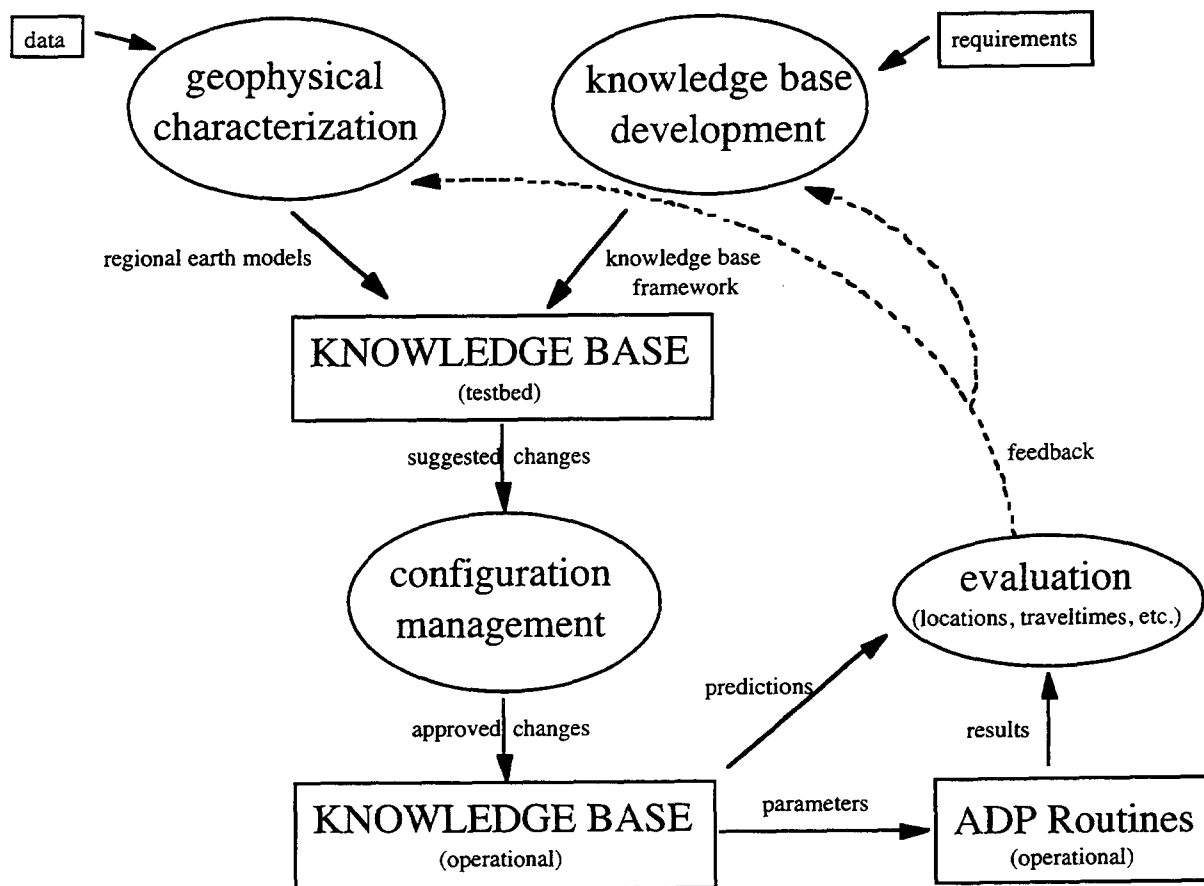 data
requirements
geophysical
characterization
knowledge base
development
regional earth models
knowledge base
framework
KNOWLEDGE BASE
(testbed)
suggested changes
feedback
configuration
management
evaluation
(locations, traveltimes, etc.)
predictions
approved changes
results
KNOWLEDGE BASE
(operational)
parameters
ADP Routines
(operational)